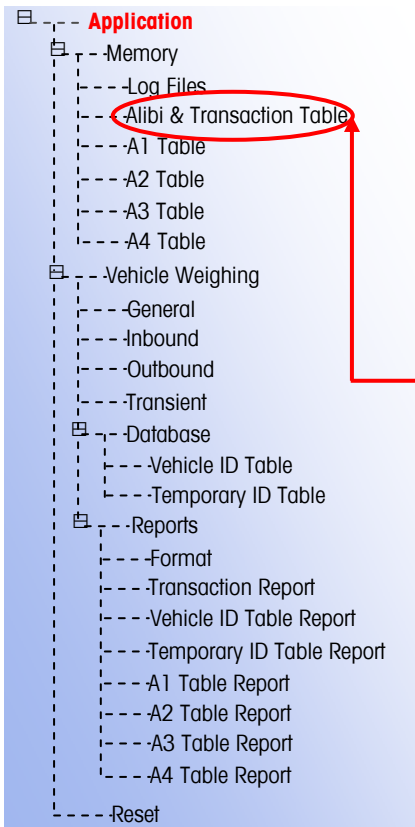 Application
Memory
Log Files
Alibi & Transaction Table
A1 Table
A2 Table
A3 Table
A4 Table
Vehicle Weighing
General
Inbound
Outbound
Transient
Database
Vehicle ID Table
Temporary ID Table
Reports
Format
Transaction Report
Vehicle ID Table Report
Temporary ID Table Report
A1 Table Report
A2 Table Report
A3 Table Report
A4 Table Report
Reset